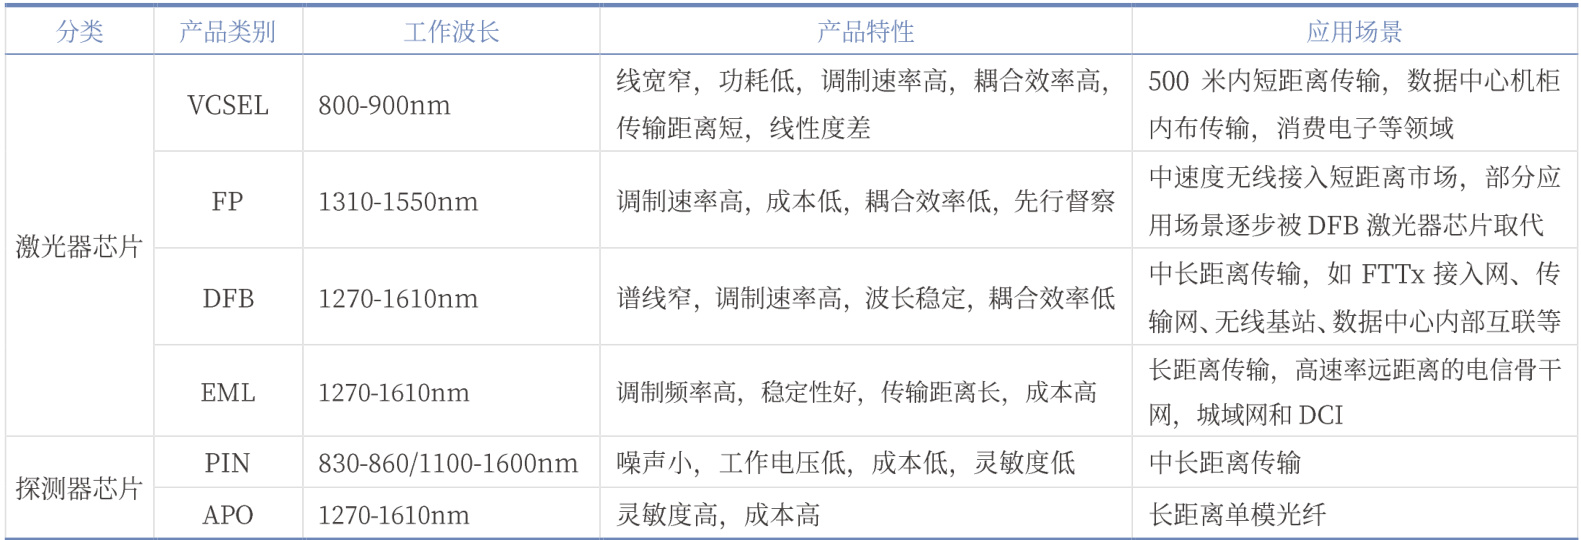 分类 产品类别 工作波长 产品特性 应用场景
激光器芯片
VCSEL 800-900nm
线宽窄，功耗低，调制速率高，耦合效率高，
传输距离短，线性度差
500 米内短距离传输，数据中心机柜
内布传输，消费电子等领域
FP 1310-1550nm 调制速率高，成本低，耦合效率低，先行督察
中速度无线接入短距离市场，部分应
用场景逐步被 DFB 激光器芯片取代
DFB 1270-1610nm 谱线窄，调制速率高，波长稳定，耦合效率低
中长距离传输，如 FTTx 接入网、传
输网、无线基站、数据中心内部互联等
EML 1270-1610nm 调制频率高，稳定性好，传输距离长，成本高
长距离传输，高速率远距离的电信骨干
网，城域网和 DCI
探测器芯片
PIN 830-860/1100-1600nm 噪声小，工作电压低，成本低，灵敏度低 中长距离传输
APO 1270-1610nm 灵敏度高，成本高 长距离单模光纤